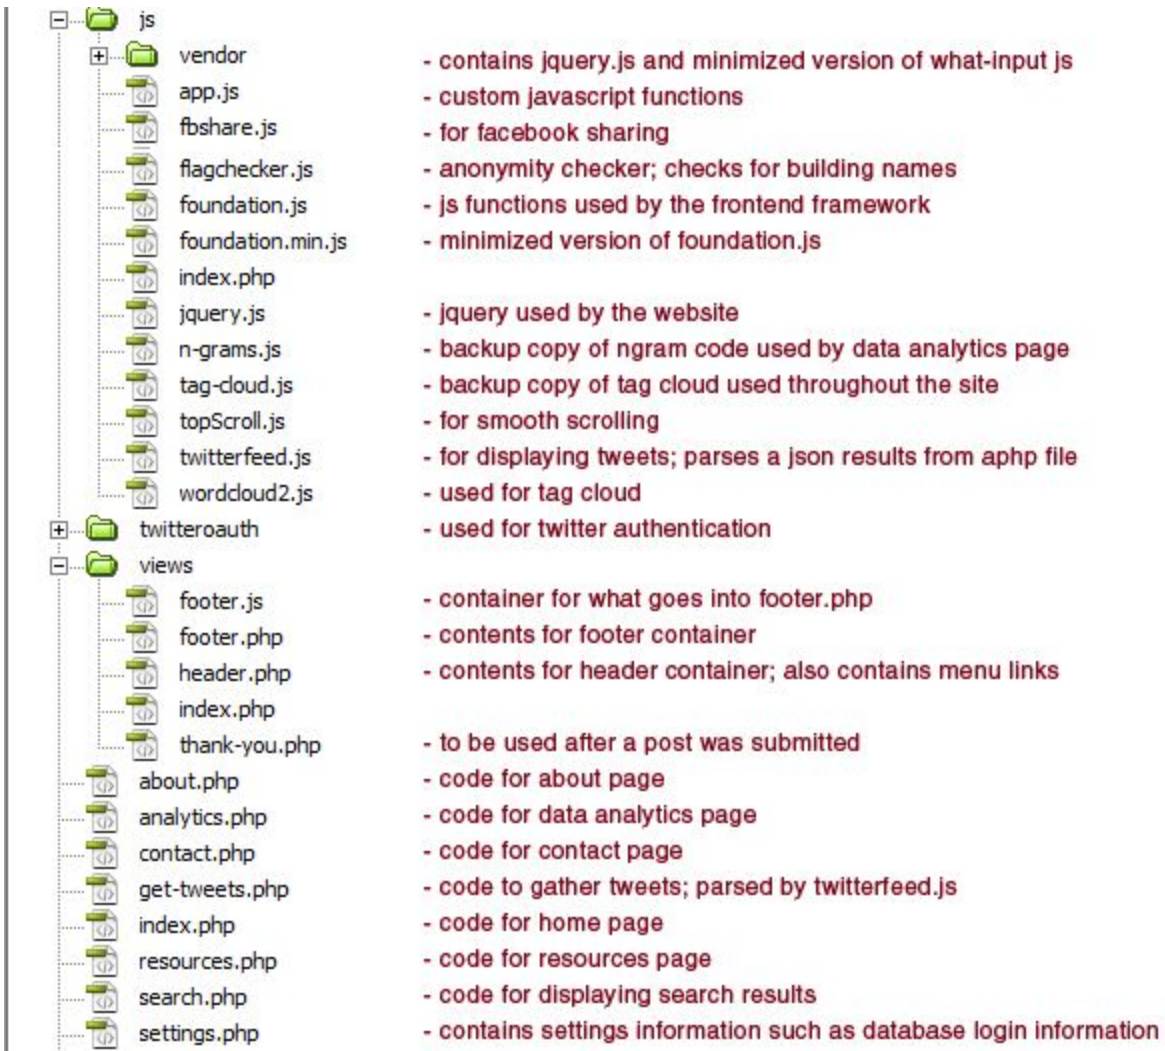 js
vendor - contains jquery.js and minimized version of what-input js
app.js - custom javascript functions
fbshare.js - for facebook sharing
flagchecker.js - anonymity checker; checks for building names
foundation.js - js functions used by the frontend framework
foundation.min.js - minimized version of foundation.js
index.php
jquery.js - jquery used by the website
n-grams.js - backup copy of ngram code used by data analytics page
tag-cloud.js - backup copy of tag cloud used throughout the site
topScroll.js - for smooth scrolling
twitterfeed.js - for displaying tweets; parses a json results from aphp file
wordcloud2.js - used for tag cloud
twitteroauth - used for twitter authentication
views
footer.js - container for what goes into footer.php
footer.php - contents for footer container
header.php - contents for header container; also contains menu links
index.php
thank-you.php - to be used after a post was submitted
about.php - code for about page
analytics.php - code for data analytics page
contact.php - code for contact page
get-tweets.php - code to gather tweets; parsed by twitterfeed.js
index.php - code for home page
resources.php - code for resources page
search.php - code for displaying search results
settings.php - contains settings information such as database login information